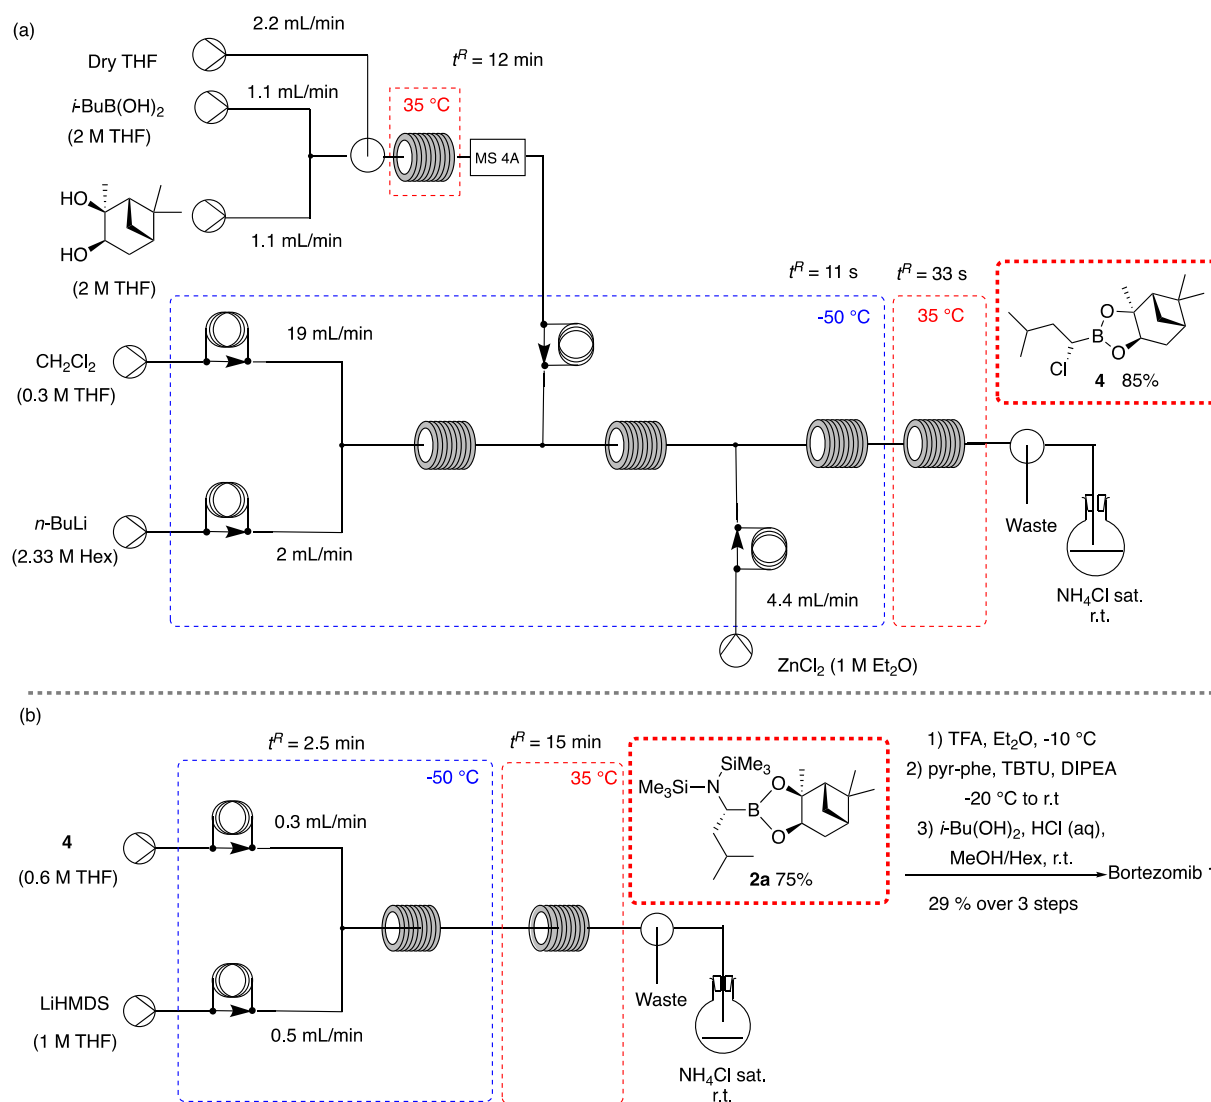 (a)
2.2 mL/min
Dry THF
tᴿ = 12 min
i-BuB(OH)₂
(2 M THF)
1.1 mL/min
35 °C
MS 4A
HO
HO
1.1 mL/min
(2 M THF)
tᴿ = 11 s
tᴿ = 33 s
-50 °C
35 °C
CH₂Cl₂
(0.3 M THF)
19 mL/min
O
B
O
Cl
4 85%
n-BuLi
(2.33 M Hex)
2 mL/min
4.4 mL/min
ZnCl₂ (1 M Et₂O)
Waste
NH₄Cl sat.
r.t.
(b)
tᴿ = 2.5 min
tᴿ = 15 min
-50 °C
35 °C
4
(0.6 M THF)
0.3 mL/min
LiHMDS
(1 M THF)
0.5 mL/min
SiMe₃
Me₃Si
N
O
B
O
2a 75%
1) TFA, Et₂O, -10 °C
2) pyr-phe, TBTU, DIPEA
-20 °C to r.t
3) i-Bu(OH)₂, HCl (aq),
MeOH/Hex, r.t.
29 % over 3 steps
Bortezomib
Waste
NH₄Cl sat.
r.t.